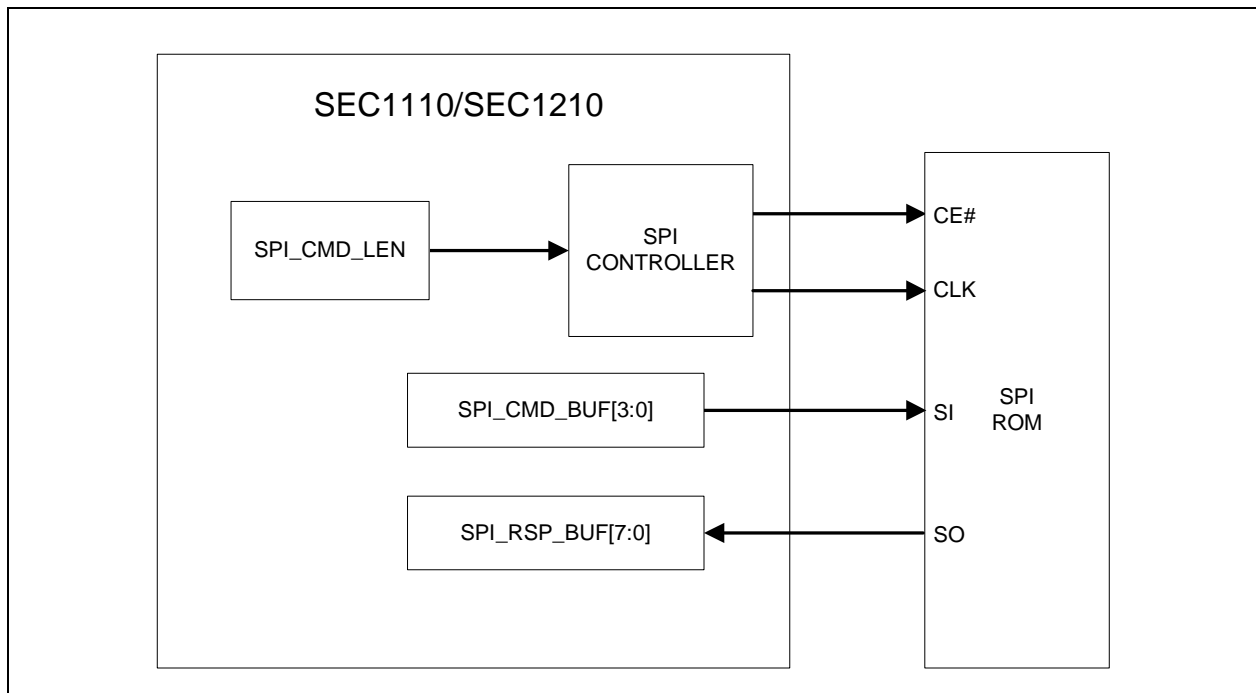 SEC1110/SEC1210
SPI_CMD_LEN
SPI
CONTROLLER
CE#
CLK
SPI_CMD_BUF[3:0]
SI
SPI
ROM
SPI_RSP_BUF[7:0]
SO